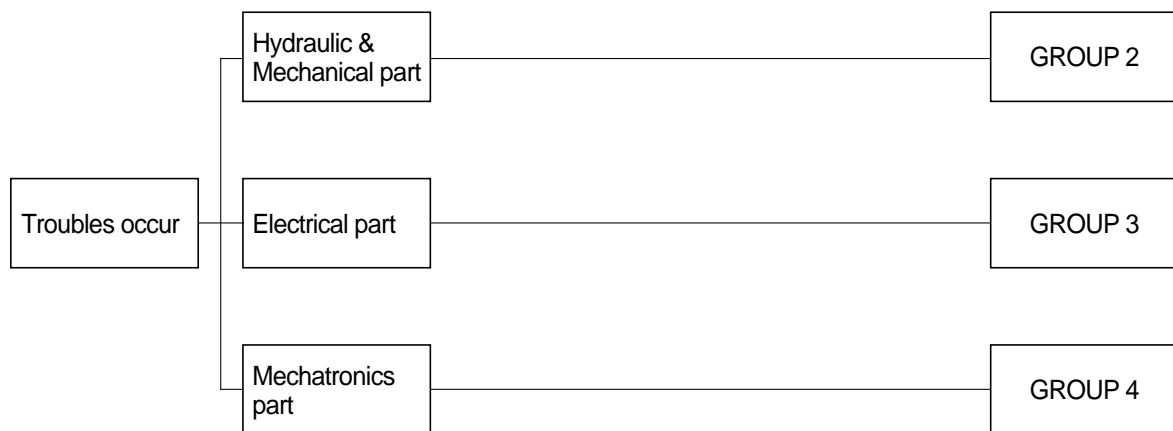 Hydraulic &
Mechanical part
GROUP 2
Troubles occur
Electrical part
GROUP 3
Mechatronics
part
GROUP 4